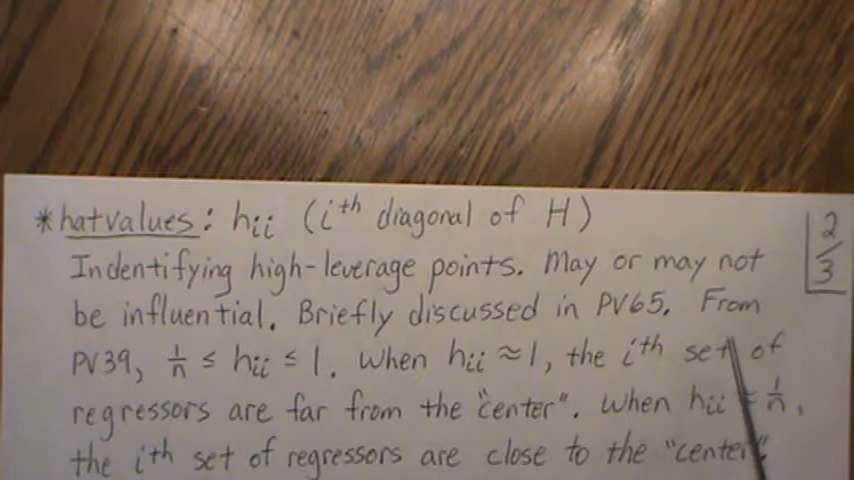 *hatvalues: hii (ith diagonal of H)
Indentifying high-leverage points. May or may not
be influential. Briefly discussed in PV65. From
PV39, 1/n ≤ hii ≤ 1. When hii ≈ 1, the ith set of
regressors are far from the "center". When hii 1/n,
the ith set of regressors are close to the "center".
2/3